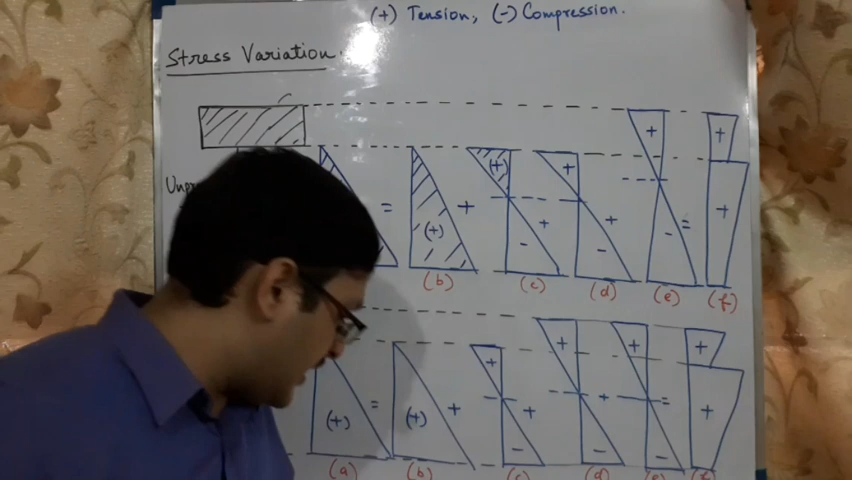 (+) Tension, (-) Compression.
Stress Variation.
+ +
(+) +
= (+) + - + - + - = +
(b) (c) (d) (e) (f)
+ + + +
(+) = (+) + - + - + - = +
(a) (b) (c) (d) (e) (f)